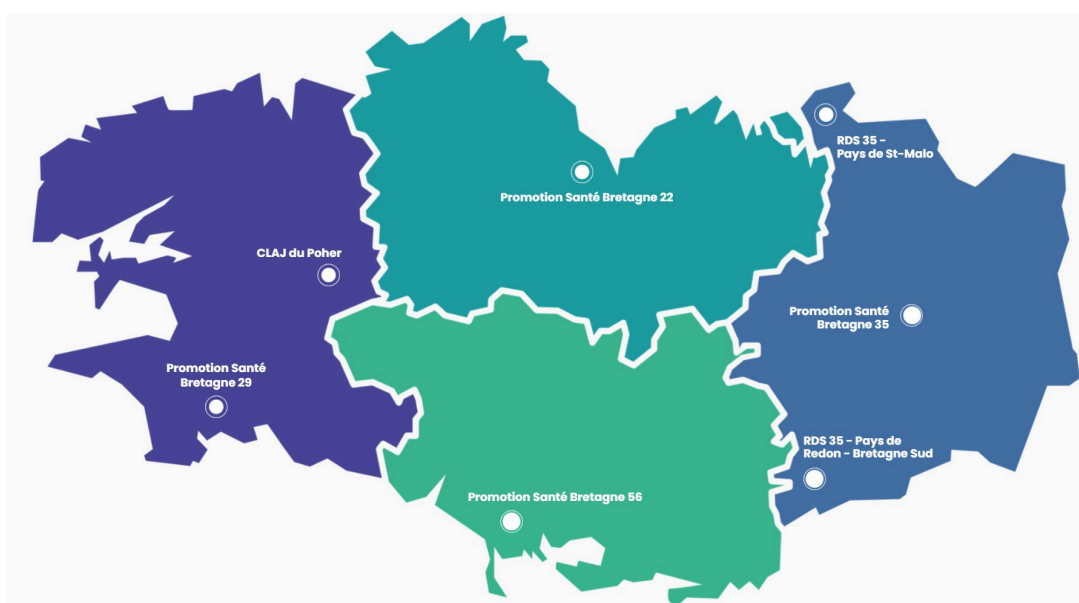 RDS 35 -
Pays de St-Malo
Promotion Santé Bretagne 22
CLAJ du Poher
Promotion Santé
Bretagne 35
Promotion Santé
Bretagne 29
RDS 35 - Pays de
Redon - Bretagne Sud
Promotion Santé Bretagne 56